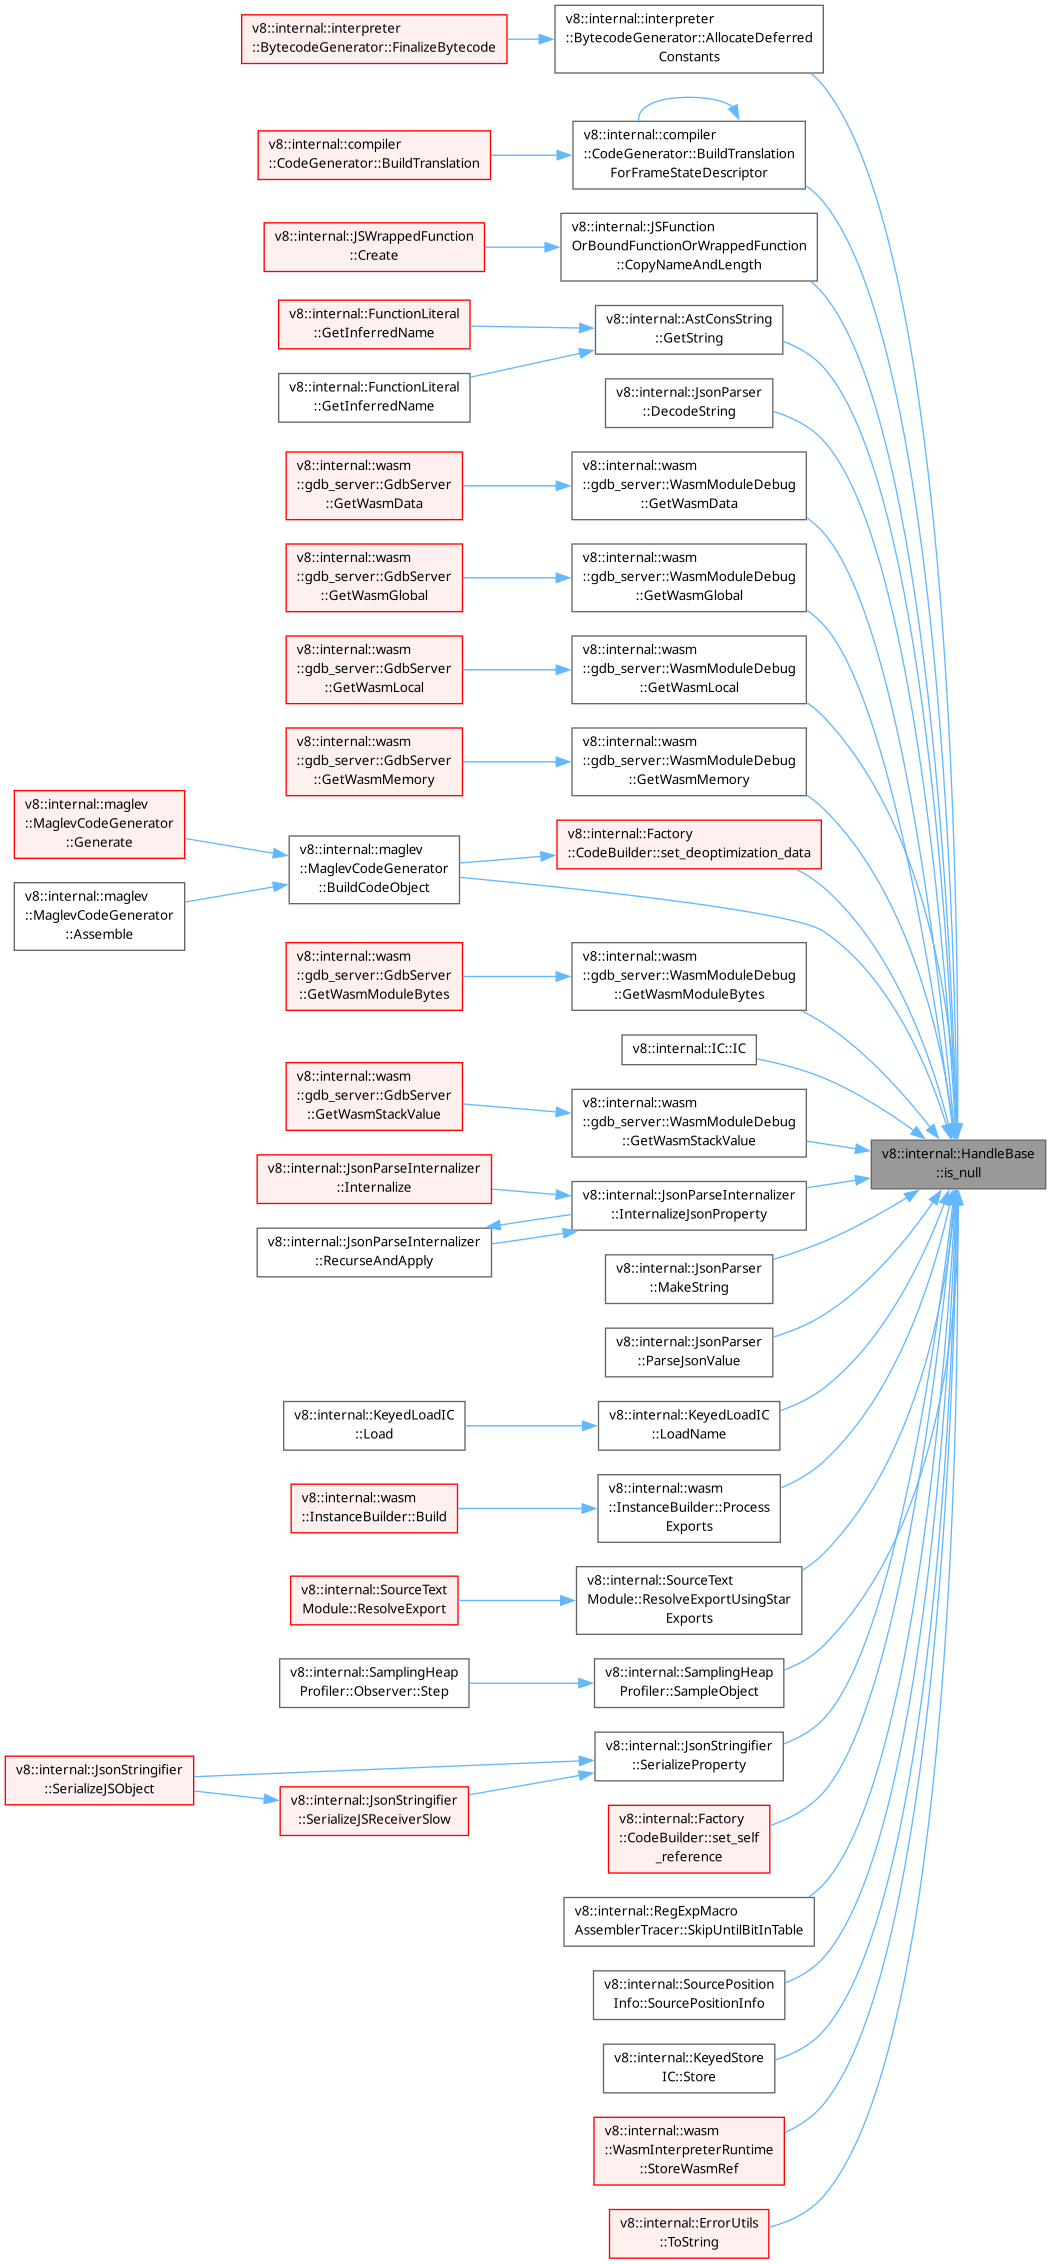 v8::internal::interpreter
::BytecodeGenerator::FinalizeBytecode
v8::internal::interpreter
::BytecodeGenerator::AllocateDeferred
Constants
v8::internal::compiler
::CodeGenerator::BuildTranslation
v8::internal::compiler
::CodeGenerator::BuildTranslation
ForFrameStateDescriptor
v8::internal::JSWrappedFunction
::Create
v8::internal::JSFunction
OrBoundFunctionOrWrappedFunction
::CopyNameAndLength
v8::internal::FunctionLiteral
::GetInferredName
v8::internal::AstConsString
::GetString
v8::internal::FunctionLiteral
::GetInferredName
v8::internal::JsonParser
::DecodeString
v8::internal::wasm
::gdb_server::GdbServer
::GetWasmData
v8::internal::wasm
::gdb_server::WasmModuleDebug
::GetWasmData
v8::internal::wasm
::gdb_server::GdbServer
::GetWasmGlobal
v8::internal::wasm
::gdb_server::WasmModuleDebug
::GetWasmGlobal
v8::internal::wasm
::gdb_server::GdbServer
::GetWasmLocal
v8::internal::wasm
::gdb_server::WasmModuleDebug
::GetWasmLocal
v8::internal::wasm
::gdb_server::GdbServer
::GetWasmMemory
v8::internal::wasm
::gdb_server::WasmModuleDebug
::GetWasmMemory
v8::internal::maglev
::MaglevCodeGenerator
::Generate
v8::internal::maglev
::MaglevCodeGenerator
::BuildCodeObject
v8::internal::Factory
::CodeBuilder::set_deoptimization_data
v8::internal::maglev
::MaglevCodeGenerator
::Assemble
v8::internal::wasm
::gdb_server::GdbServer
::GetWasmModuleBytes
v8::internal::wasm
::gdb_server::WasmModuleDebug
::GetWasmModuleBytes
v8::internal::IC::IC
v8::internal::wasm
::gdb_server::GdbServer
::GetWasmStackValue
v8::internal::wasm
::gdb_server::WasmModuleDebug
::GetWasmStackValue
v8::internal::HandleBase
::is_null
v8::internal::JsonParseInternalizer
::Internalize
v8::internal::JsonParseInternalizer
::InternalizeJsonProperty
v8::internal::JsonParseInternalizer
::RecurseAndApply
v8::internal::JsonParser
::MakeString
v8::internal::JsonParser
::ParseJsonValue
v8::internal::KeyedLoadIC
::Load
v8::internal::KeyedLoadIC
::LoadName
v8::internal::wasm
::InstanceBuilder::Build
v8::internal::wasm
::InstanceBuilder::Process
Exports
v8::internal::SourceText
Module::ResolveExport
v8::internal::SourceText
Module::ResolveExportUsingStar
Exports
v8::internal::SamplingHeap
Profiler::Observer::Step
v8::internal::SamplingHeap
Profiler::SampleObject
v8::internal::JsonStringifier
::SerializeJSObject
v8::internal::JsonStringifier
::SerializeJSReceiverSlow
v8::internal::JsonStringifier
::SerializeProperty
v8::internal::Factory
::CodeBuilder::set_self
_reference
v8::internal::RegExpMacro
AssemblerTracer::SkipUntilBitInTable
v8::internal::SourcePosition
Info::SourcePositionInfo
v8::internal::KeyedStore
IC::Store
v8::internal::wasm
::WasmInterpreterRuntime
::StoreWasmRef
v8::internal::ErrorUtils
::ToString